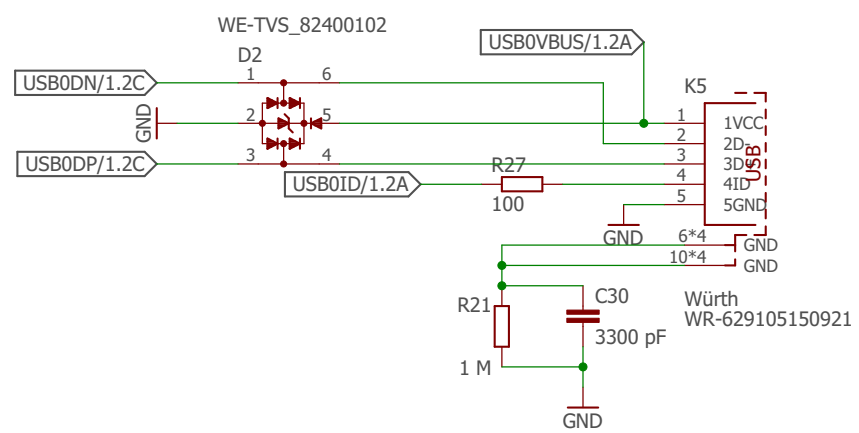 WE-TVS_82400102
USB0VBUS/1.2A
D2
K5
USB0DN/1.2C
1
6
GND
2
5
1
1VCC
2
2D-
USB
USB0DP/1.2C
3
4
3
3D+
USB0ID/1.2A
R27
100
4
4ID
5
5GND
GND
6*4
GND
10*4
GND
R21
1 M
C30
3300 pF
Würth
WR-629105150921
GND